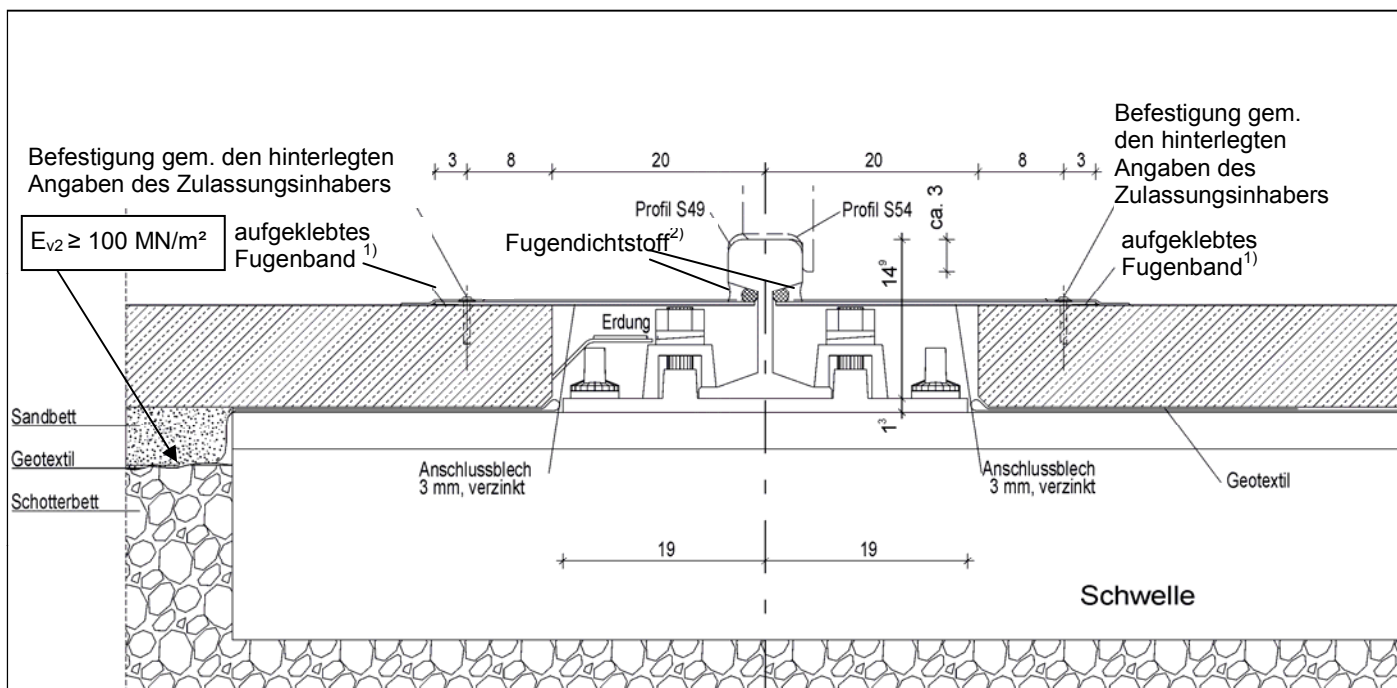 Befestigung gem.
den hinterlegten
Angaben des
Zulassungsinhabers
Befestigung gem. den hinterlegten
Angaben des Zulassungsinhabers
3
8
20
20
8
3
ca. 3
Profil S49
Profil S54
Eᵥ₂ ≥ 100 MN/m²
aufgeklebtes
Fugenband ¹⁾
Fugendichtstoff²⁾
aufgeklebtes
Fugenband¹⁾
14⁹
Erdung
Sandbett
Geotextil
Schotterbett
1³
Anschlussblech
3 mm, verzinkt
Anschlussblech
3 mm, verzinkt
Geotextil
19
19
Schwelle